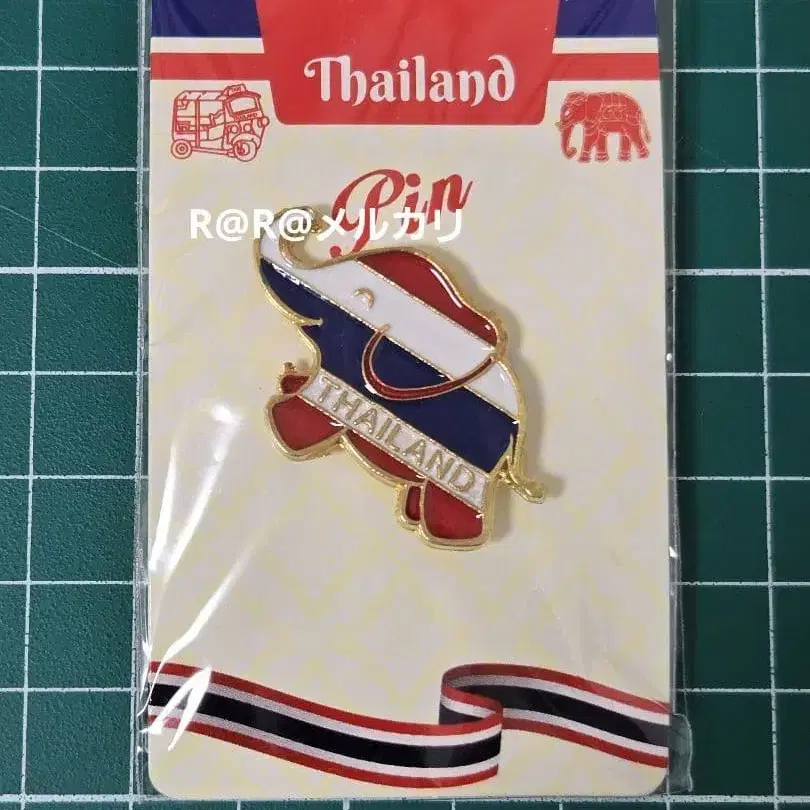 Thailand
Pin
R@R@メルカリ
THAILAND